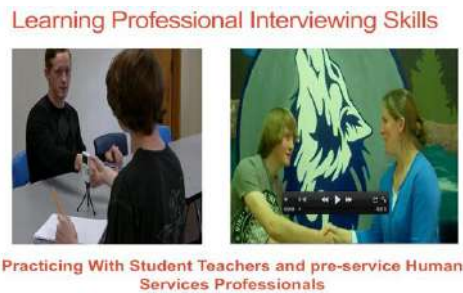 Learning Professional Interviewing Skills
Practicing With Student Teachers and pre-service Human
Services Professionals